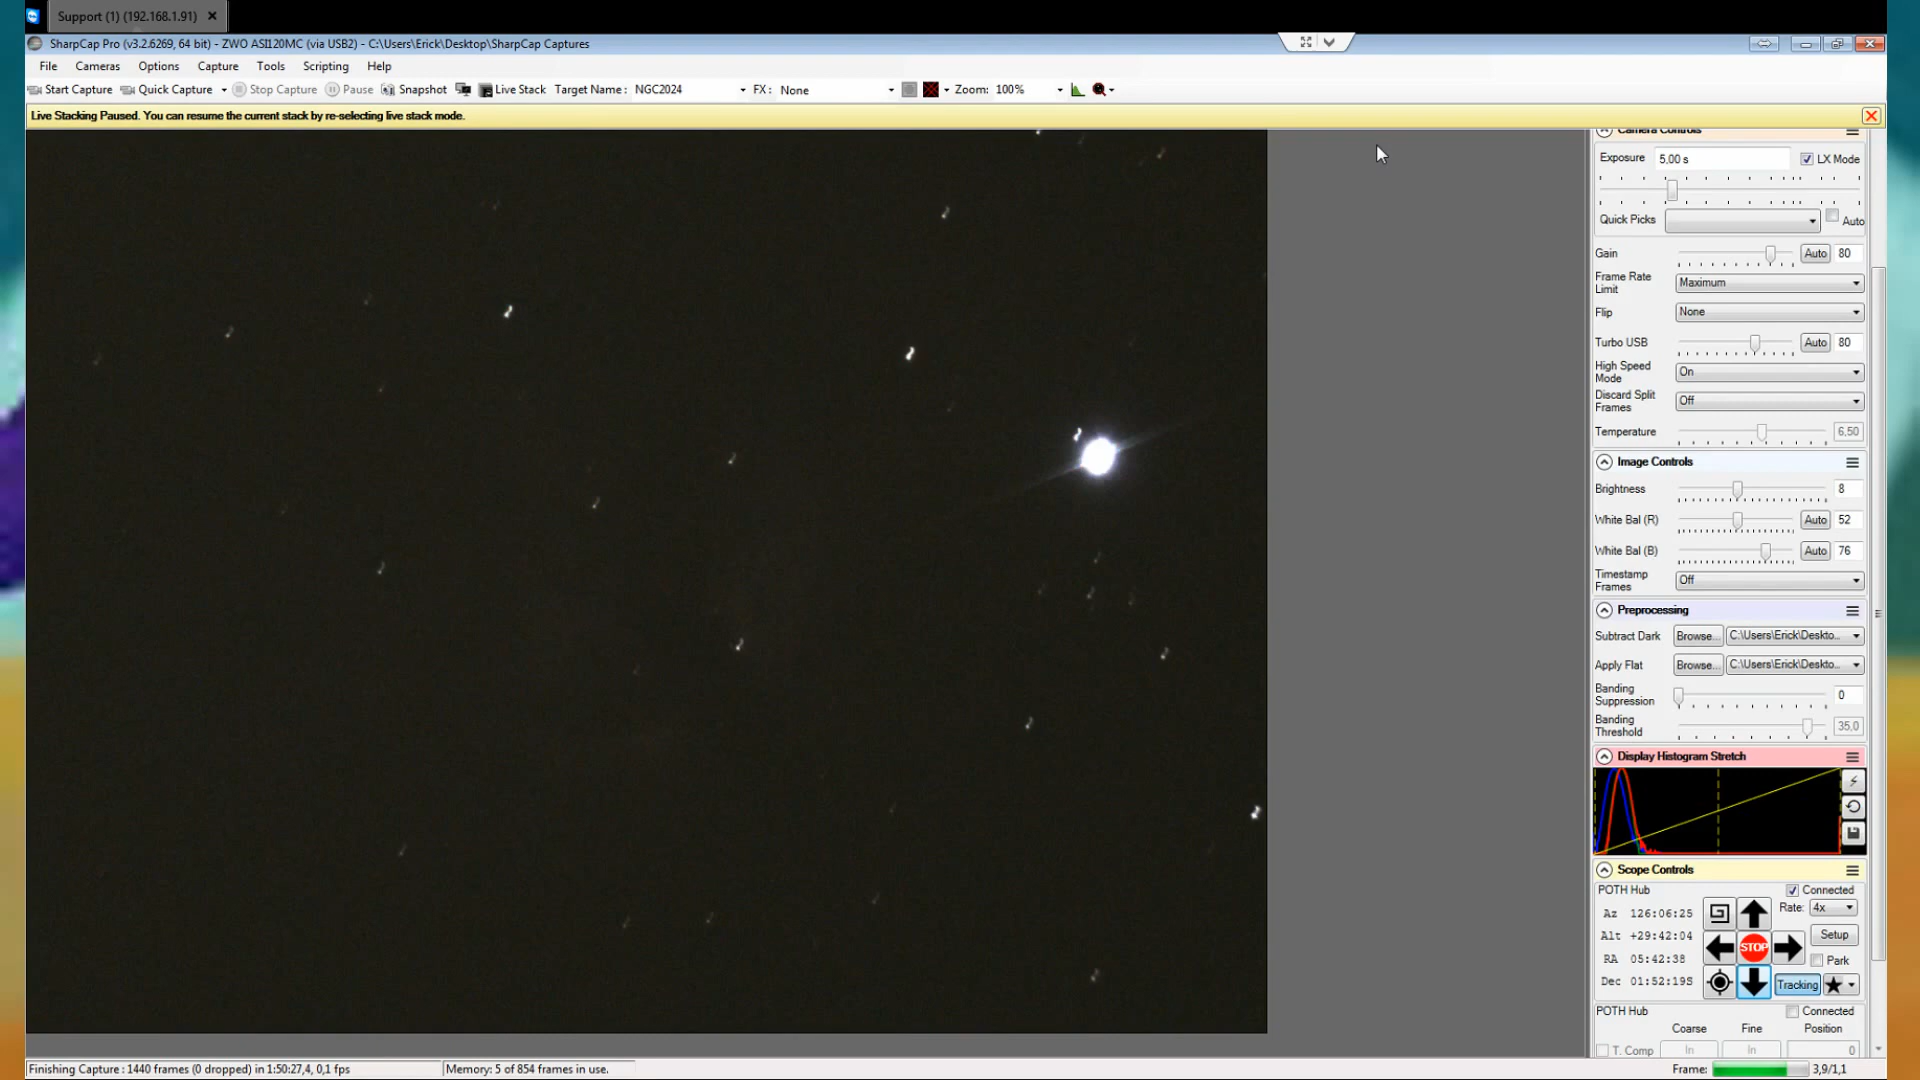 Support (1) (192.168.1.91)
SharpCap Pro (v3.2.6269, 64 bit) - ZWO ASI120MC (via USB2) - C:\Users\Erick\Desktop\SharpCap Captures
File Cameras Options Capture Tools Scripting Help
Start Capture Quick Capture Stop Capture Pause Snapshot Live Stack Target Name : NGC2024 FX : None Zoom: 100%
Live Stacking Paused. You can resume the current stack by re-selecting live stack mode.
Camera Controls
Exposure 5,00 s LX Mode
Quick Picks Auto
Gain Auto 80
Frame Rate Limit Maximum
Flip None
Turbo USB Auto 80
High Speed Mode On
Discard Split Frames Off
Temperature 6,50
Image Controls
Brightness 8
White Bal (R) Auto 52
White Bal (B) Auto 76
Timestamp Frames Off
Preprocessing
Subtract Dark Browse... C:\Users\Erick\Deskto...
Apply Flat Browse... C:\Users\Erick\Deskto...
Banding Suppression 0
Banding Threshold 35,0
Display Histogram Stretch
Scope Controls
POTH Hub Connected
Az 126:06:25 Rate: 4x
Alt +29:42:04 Setup
RA 05:42:38 STOP Park
Dec 01:52:19S Tracking
POTH Hub Connected
Coarse Fine Position
T. Comp In In 0
Finishing Capture : 1440 frames (0 dropped) in 1:50:27,4, 0,1 fps Memory: 5 of 854 frames in use. Frame: 3,9/1,1